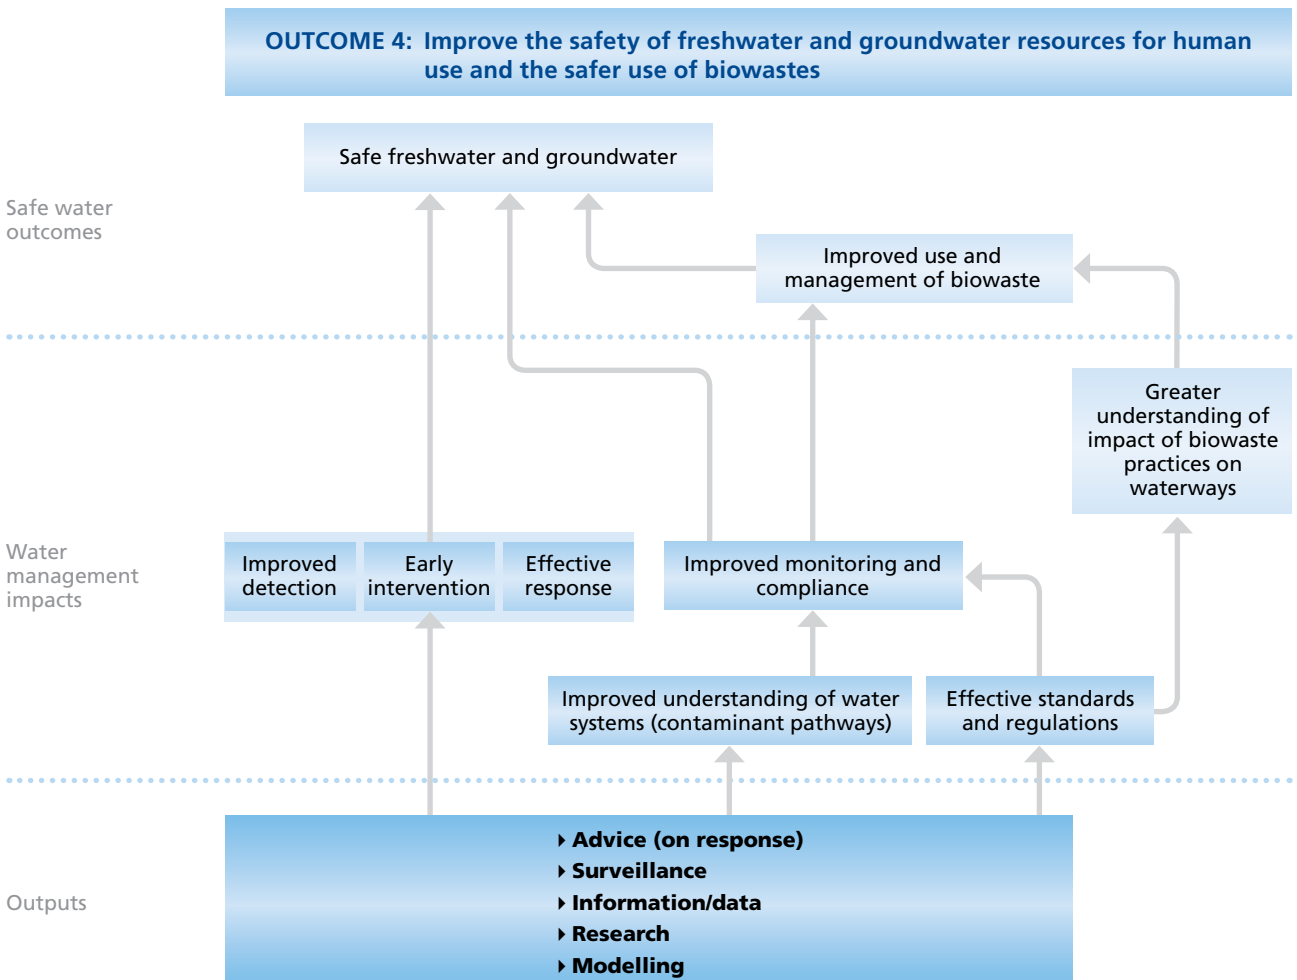 OUTCOME 4: Improve the safety of freshwater and groundwater resources for human
use and the safer use of biowastes
Safe freshwater and groundwater
Safe water
outcomes
Improved use and
management of biowaste
Greater
understanding of
impact of biowaste
practices on
waterways
Water
management
impacts
Improved
detection
Early
intervention
Effective
response
Improved monitoring and
compliance
Improved understanding of water
systems (contaminant pathways)
Effective standards
and regulations
Outputs
Advice (on response)
Surveillance
Information/data
Research
Modelling